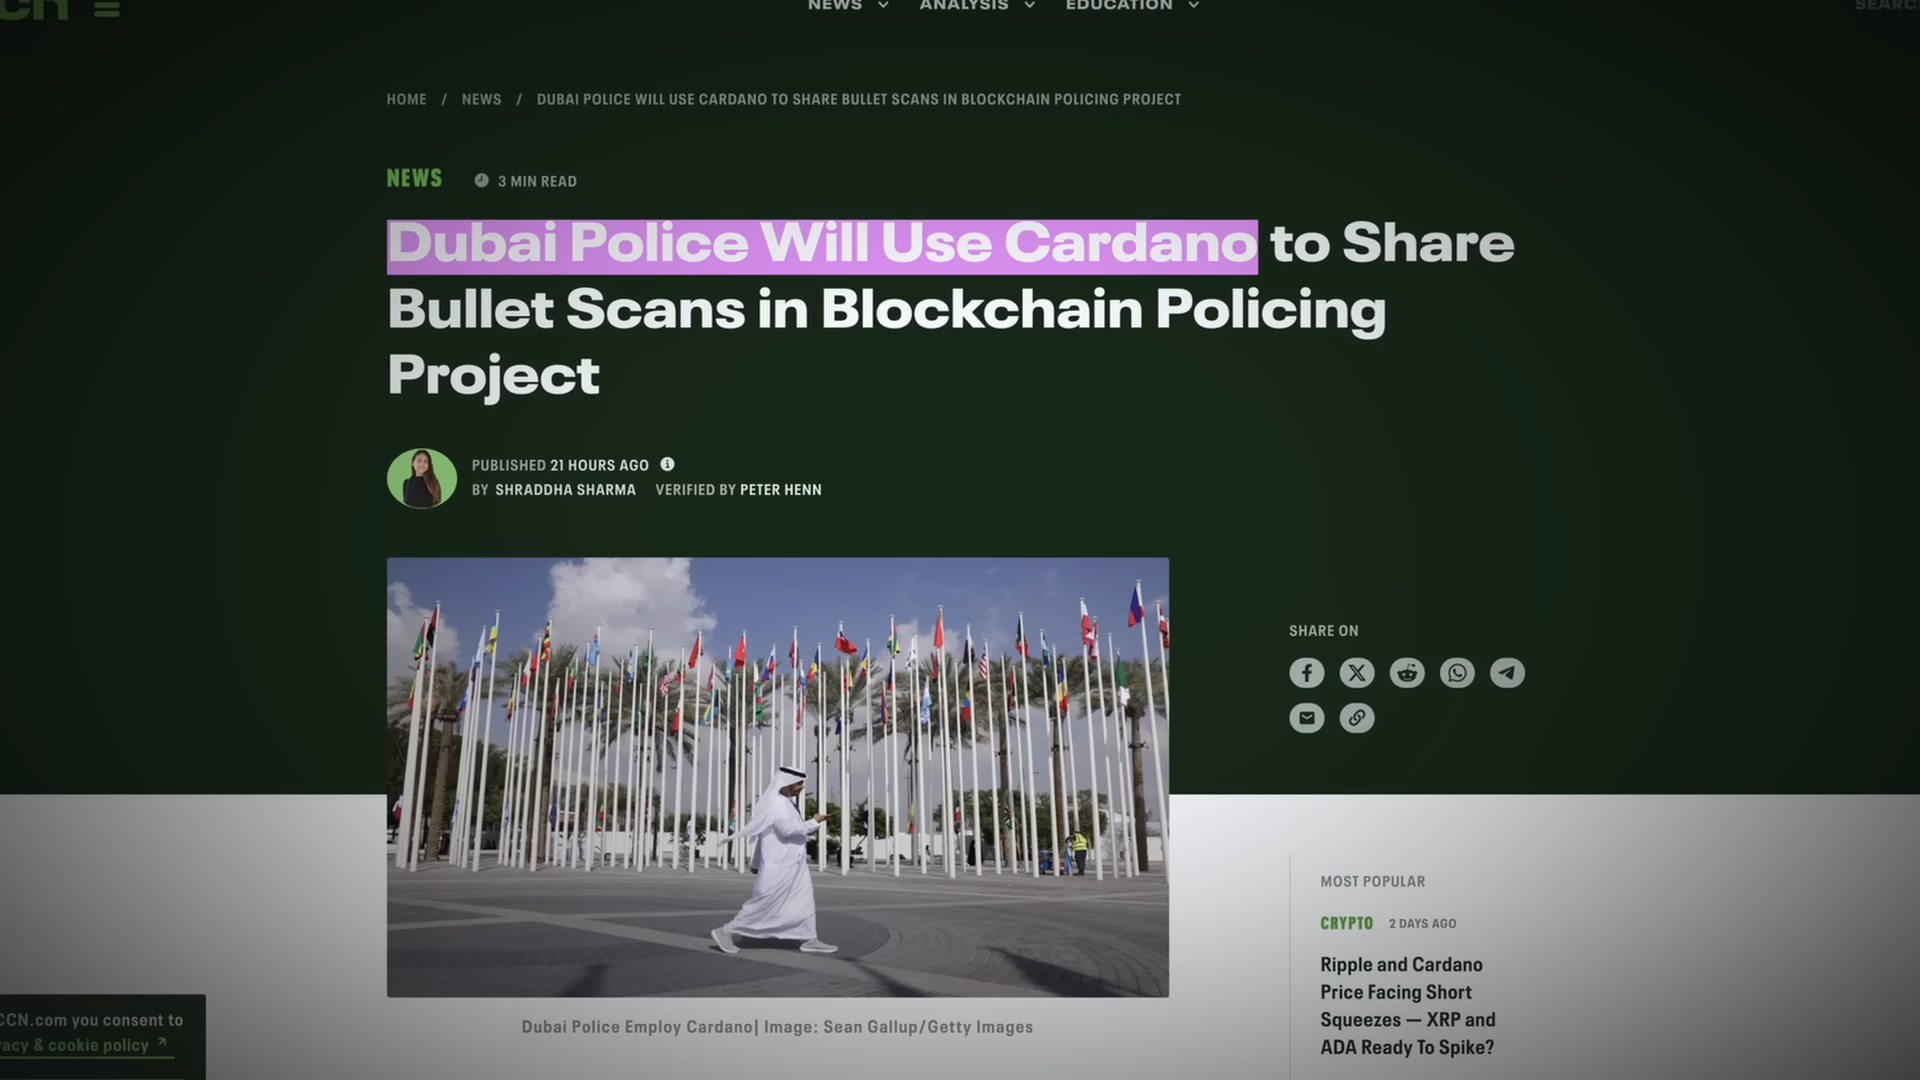 NEWS ANALYSIS EDUCATION
HOME / NEWS / DUBAI POLICE WILL USE CARDANO TO SHARE BULLET SCANS IN BLOCKCHAIN POLICING PROJECT
NEWS 3 MIN READ
Dubai Police Will Use Cardano to Share
Bullet Scans in Blockchain Policing
Project
PUBLISHED 21 HOURS AGO
BY SHRADDHA SHARMA VERIFIED BY PETER HENN
SHARE ON
Dubai Police Employ Cardano| Image: Sean Gallup/Getty Images
MOST POPULAR
CRYPTO 2 DAYS AGO
Ripple and Cardano
Price Facing Short
Squeezes — XRP and
ADA Ready To Spike?
CCN.com you consent to
vacy & cookie policy